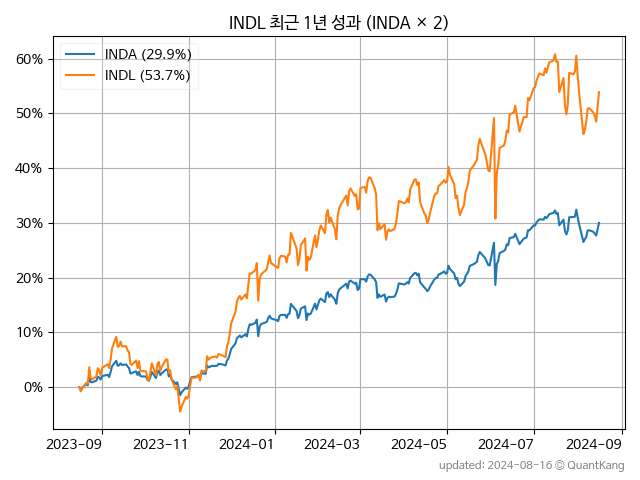 INDL 최근 1년 성과 (INDA × 2)
INDA (29.9%)
INDL (53.7%)
60%
50%
40%
30%
20%
10%
0%
2023-09 2023-11 2024-01 2024-03 2024-05 2024-07 2024-09
updated: 2024-08-16 © QuantKang